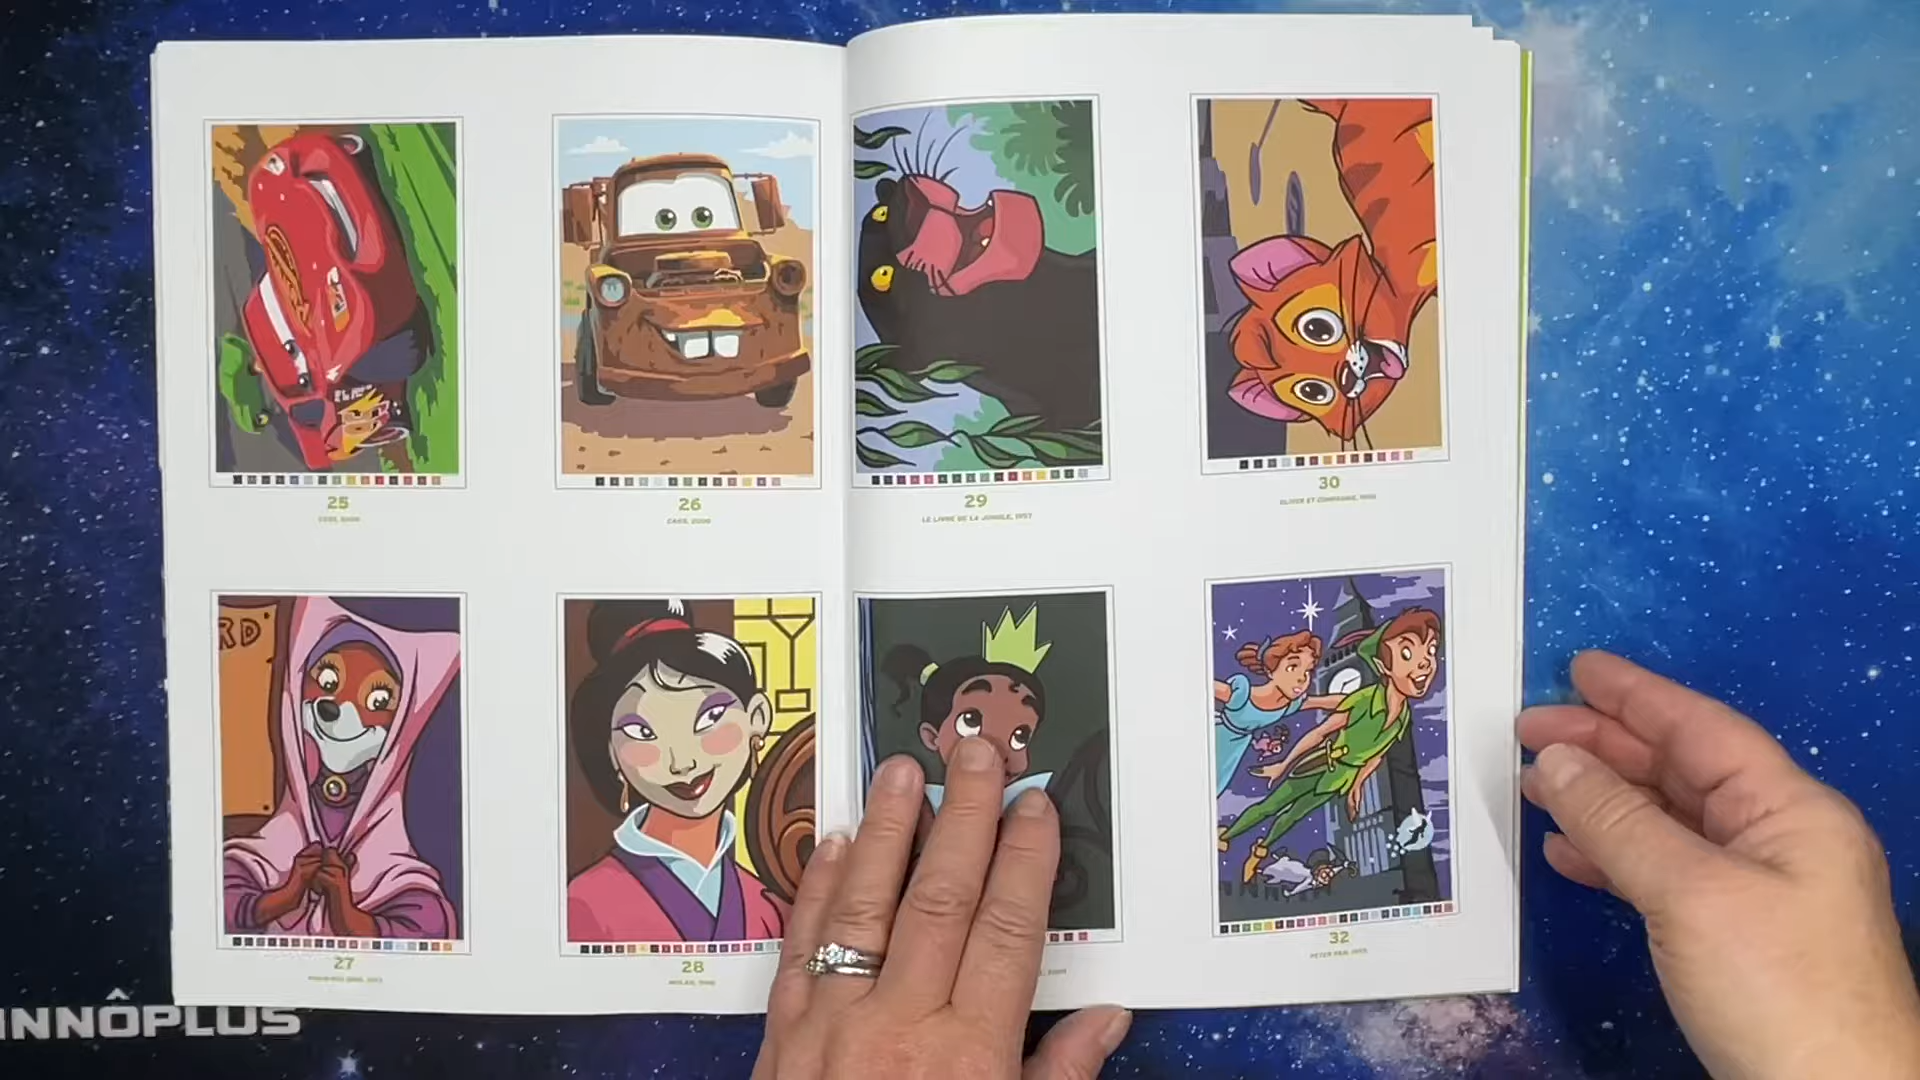 25
CARS, 2006
26
CARS, 2006
29
LE LIVRE DE LA JUNGLE, 1967
30
OLIVER ET COMPAGNIE, 1988
RD
27
28
MULAN, 1998
32
PETER PAN, 1953
INNÔPLUS